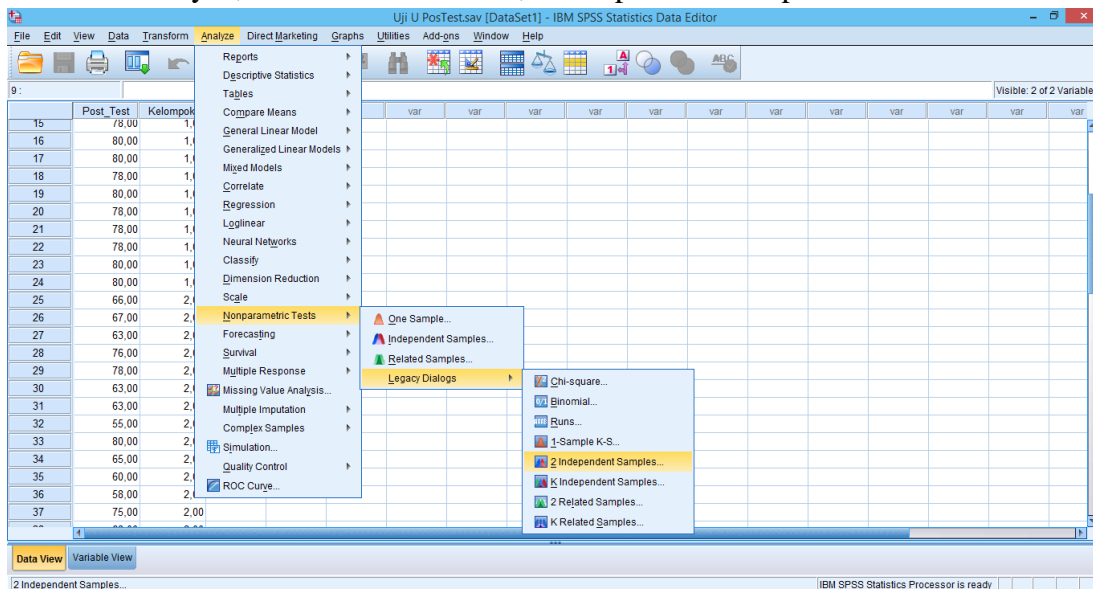 Uji U PosTest.sav [DataSet1] - IBM SPSS Statistics Data Editor
File Edit View Data Transform Analyze Direct Marketing Graphs Utilities Add-ons Window Help
9 :
Visible: 2 of 2 Variable
Post_Test Kelompok var var var var var var var var var var var var
15 78,00
16 80,00
17 80,00
18 78,00
19 80,00
20 78,00
21 78,00
22 78,00
23 80,00
24 80,00
25 66,00
26 67,00
27 63,00
28 76,00
29 78,00
30 63,00
31 63,00
32 55,00
33 80,00
34 65,00
35 60,00
36 58,00
37 75,00 2,00
Reports
Descriptive Statistics
Tables
Compare Means
General Linear Model
Generalized Linear Models
Mixed Models
Correlate
Regression
Loglinear
Neural Networks
Classify
Dimension Reduction
Scale
Nonparametric Tests
Forecasting
Survival
Multiple Response
Missing Value Analysis...
Multiple Imputation
Complex Samples
Simulation...
Quality Control
ROC Curve...
One Sample...
Independent Samples...
Related Samples...
Legacy Dialogs
Chi-square...
Binomial...
Runs...
1-Sample K-S...
2 Independent Samples...
K Independent Samples...
2 Related Samples...
K Related Samples...
Data View Variable View
2 Independent Samples...
IBM SPSS Statistics Processor is ready